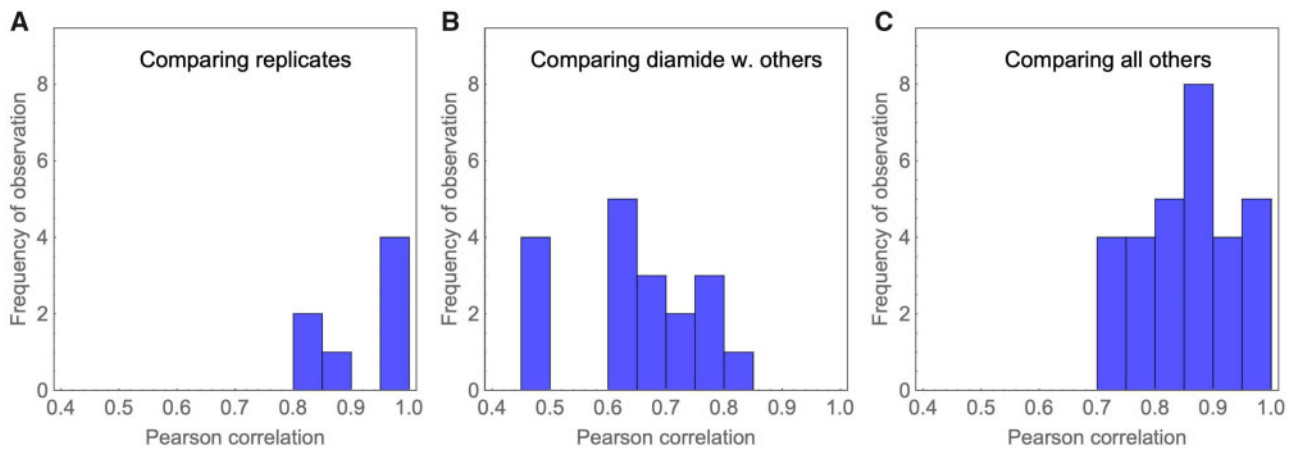 A
Comparing replicates
Frequency of observation
8
6
4
2
0
0.4 0.5 0.6 0.7 0.8 0.9 1.0
Pearson correlation
B
Comparing diamide w. others
Frequency of observation
8
6
4
2
0
0.4 0.5 0.6 0.7 0.8 0.9 1.0
Pearson correlation
C
Comparing all others
Frequency of observation
8
6
4
2
0
0.4 0.5 0.6 0.7 0.8 0.9 1.0
Pearson correlation